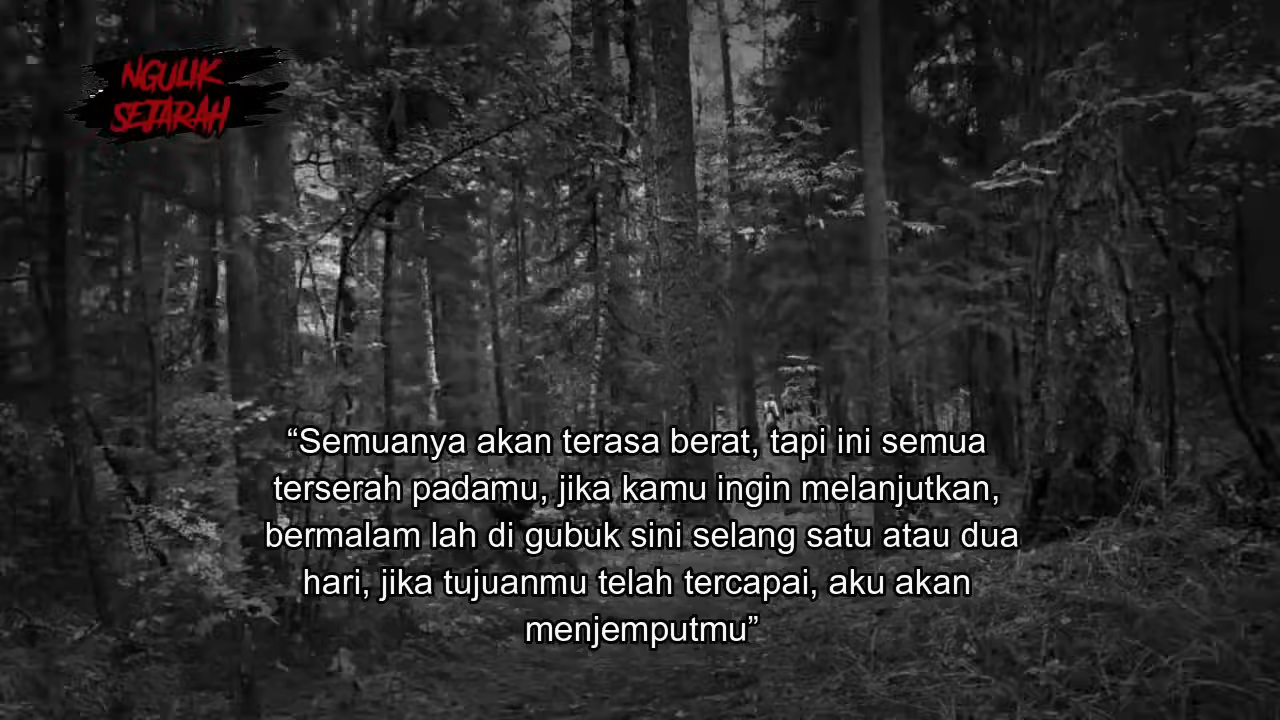 NGULIK
SEJARAH
“Semuanya akan terasa berat, tapi ini semua
terserah padamu, jika kamu ingin melanjutkan,
bermalam lah di gubuk sini selang satu atau dua
hari, jika tujuanmu telah tercapai, aku akan
menjemputmu”